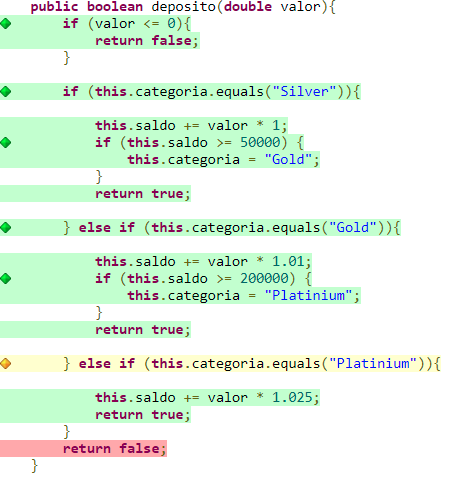 public boolean deposito(double valor){
if (valor <= 0){
return false;
}
if (this.categoria.equals("Silver")){
this.saldo += valor * 1;
if (this.saldo >= 50000) {
this.categoria = "Gold";
}
return true;
} else if (this.categoria.equals("Gold")){
this.saldo += valor * 1.01;
if (this.saldo >= 200000) {
this.categoria = "Platinium";
}
return true;
} else if (this.categoria.equals("Platinium")){
this.saldo += valor * 1.025;
return true;
}
return false;
}